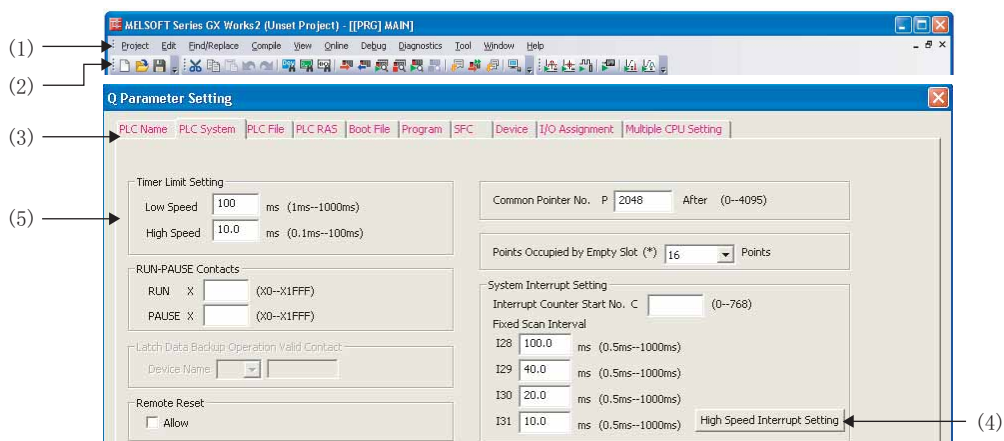 MELSOFT Series GX Works2 (Unset Project) - [[PRG] MAIN]
(1)
Project Edit Find/Replace Compile View Online Debug Diagnostics Tool Window Help
(2)
Q Parameter Setting
(3)
PLC Name PLC System PLC File PLC RAS Boot File Program SFC Device I/O Assignment Multiple CPU Setting
(5)
Timer Limit Setting
Low Speed 100 ms (1ms--1000ms)
High Speed 10.0 ms (0.1ms--100ms)
RUN-PAUSE Contacts
RUN X (X0--X1FFF)
PAUSE X (X0--X1FFF)
Latch Data Backup Operation Valid Contact
Device Name
Remote Reset
Allow
Common Pointer No. P 2048 After (0--4095)
Points Occupied by Empty Slot (*) 16 Points
System Interrupt Setting
Interrupt Counter Start No. C (0--768)
Fixed Scan Interval
I28 100.0 ms (0.5ms--1000ms)
I29 40.0 ms (0.5ms--1000ms)
I30 20.0 ms (0.5ms--1000ms)
I31 10.0 ms (0.5ms--1000ms) High Speed Interrupt Setting
(4)